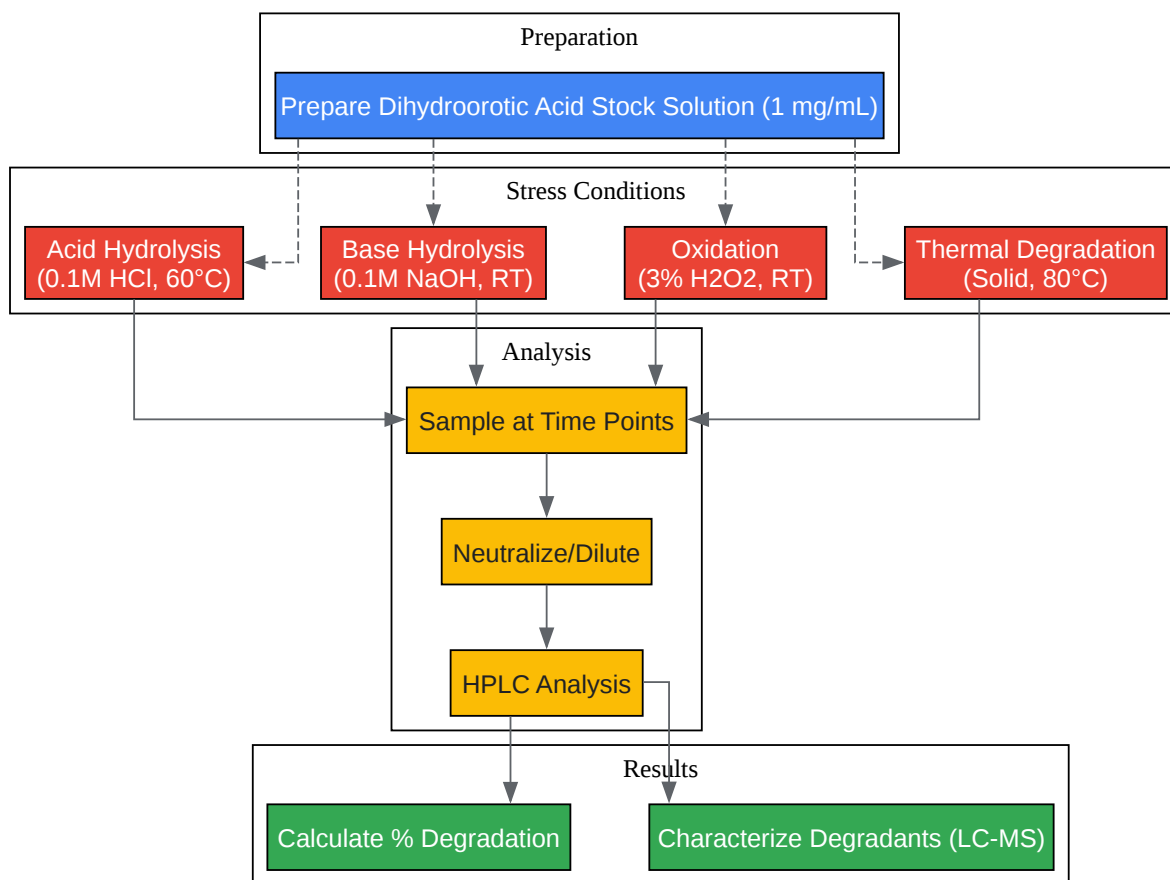 Preparation
Prepare Dihydroorotic Acid Stock Solution (1 mg/mL)
Stress Conditions
Acid Hydrolysis
(0.1M HCl, 60°C)
Base Hydrolysis
(0.1M NaOH, RT)
Oxidation
(3% H2O2, RT)
Thermal Degradation
(Solid, 80°C)
Analysis
Sample at Time Points
Neutralize/Dilute
HPLC Analysis
Results
Calculate % Degradation
Characterize Degradants (LC-MS)